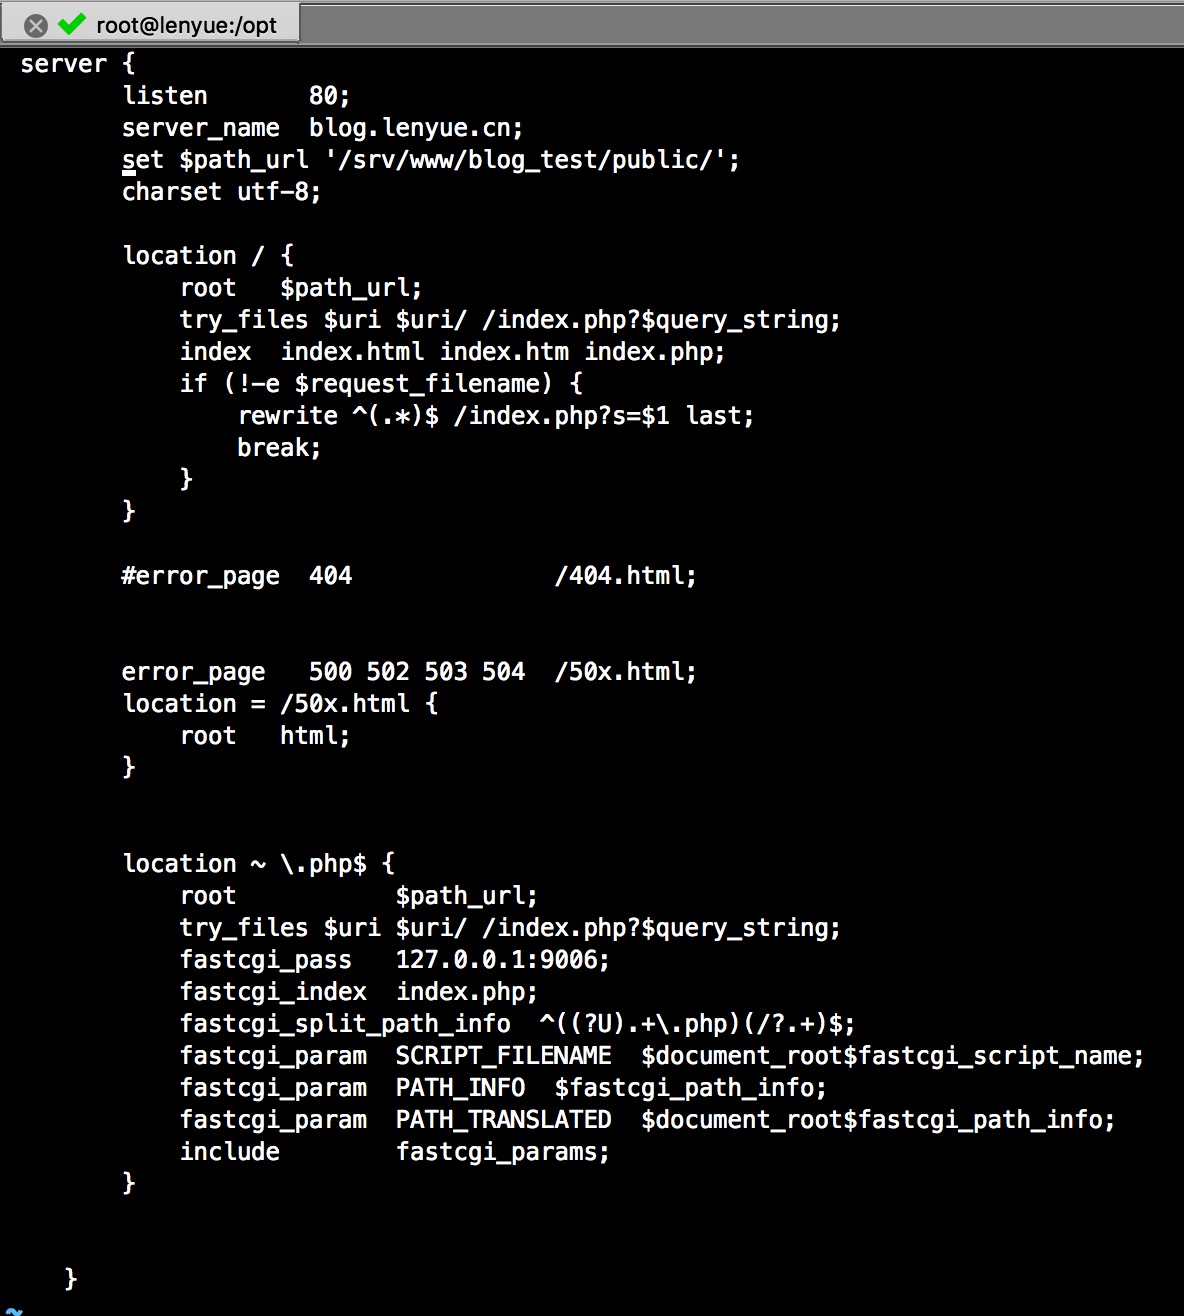 root@lenyue:/opt
server {
listen       80;
server_name  blog.lenyue.cn;
set $path_url '/srv/www/blog_test/public/';
charset utf-8;
location / {
root   $path_url;
try_files $uri $uri/ /index.php?$query_string;
index  index.html index.htm index.php;
if (!-e $request_filename) {
rewrite ^(.*)$ /index.php?s=$1 last;
break;
}
}
#error_page  404              /404.html;
error_page   500 502 503 504  /50x.html;
location = /50x.html {
root   html;
}
location ~ \.php$ {
root           $path_url;
try_files $uri $uri/ /index.php?$query_string;
fastcgi_pass   127.0.0.1:9006;
fastcgi_index  index.php;
fastcgi_split_path_info  ^((?U).+\.php)(/?.+)$;
fastcgi_param  SCRIPT_FILENAME  $document_root$fastcgi_script_name;
fastcgi_param  PATH_INFO  $fastcgi_path_info;
fastcgi_param  PATH_TRANSLATED  $document_root$fastcgi_path_info;
include        fastcgi_params;
}
}
~